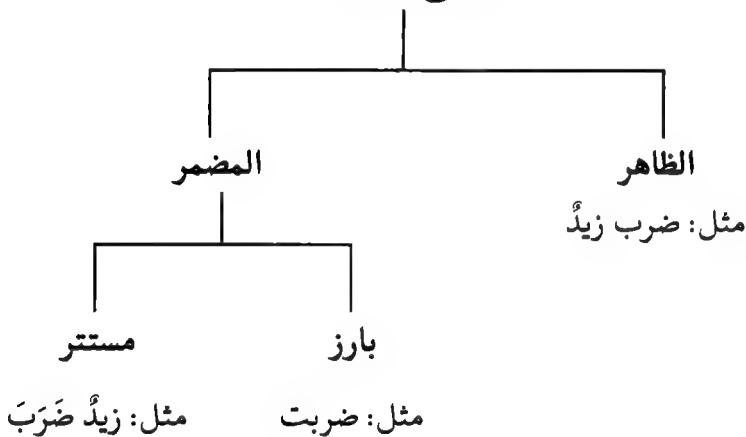 الظاهر
المضمر
مثل: ضرب زيدٌ
بارز
مستتر
مثل: ضربت
مثل: زيدٌ ضَرَبَ